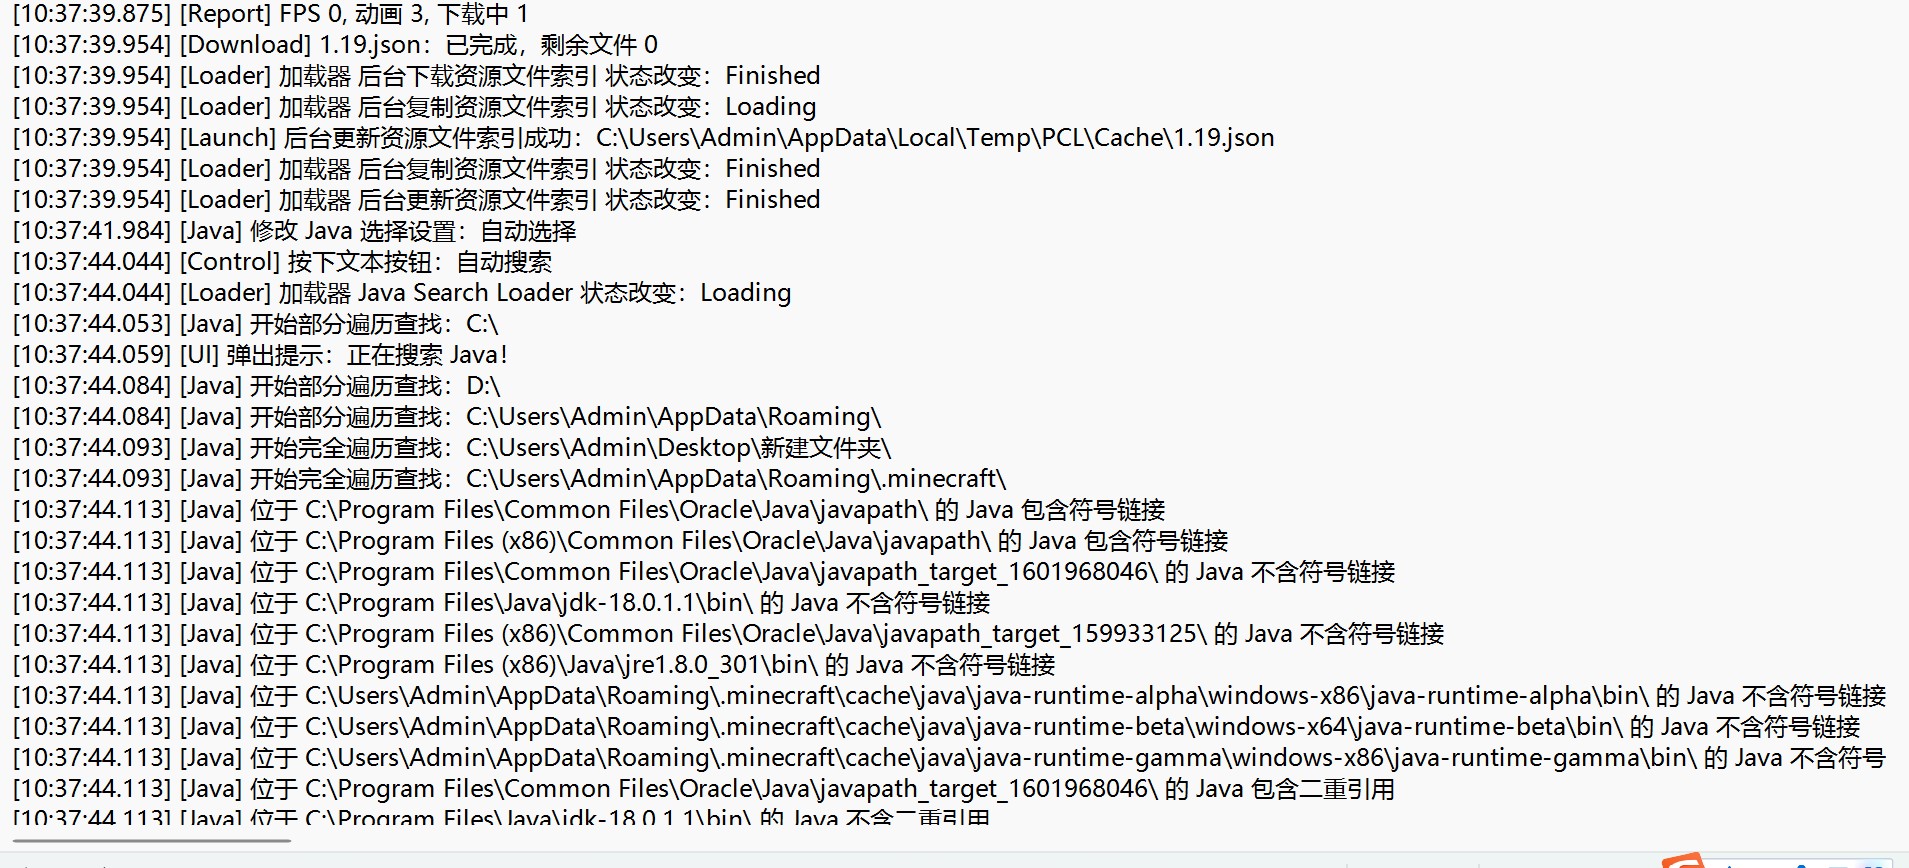 [10:37:39.875] [Report] FPS 0, 动画 3, 下载中 1
[10:37:39.954] [Download] 1.19.json：已完成，剩余文件 0
[10:37:39.954] [Loader] 加载器 后台下载资源文件索引 状态改变：Finished
[10:37:39.954] [Loader] 加载器 后台复制资源文件索引 状态改变：Loading
[10:37:39.954] [Launch] 后台更新资源文件索引成功：C:\Users\Admin\AppData\Local\Temp\PCL\Cache\1.19.json
[10:37:39.954] [Loader] 加载器 后台复制资源文件索引 状态改变：Finished
[10:37:39.954] [Loader] 加载器 后台更新资源文件索引 状态改变：Finished
[10:37:41.984] [Java] 修改 Java 选择设置：自动选择
[10:37:44.044] [Control] 按下文本按钮：自动搜索
[10:37:44.044] [Loader] 加载器 Java Search Loader 状态改变：Loading
[10:37:44.053] [Java] 开始部分遍历查找：C:\
[10:37:44.059] [UI] 弹出提示：正在搜索 Java！
[10:37:44.084] [Java] 开始部分遍历查找：D:\
[10:37:44.084] [Java] 开始部分遍历查找：C:\Users\Admin\AppData\Roaming\
[10:37:44.093] [Java] 开始完全遍历查找：C:\Users\Admin\Desktop\新建文件夹\
[10:37:44.093] [Java] 开始完全遍历查找：C:\Users\Admin\AppData\Roaming\.minecraft\
[10:37:44.113] [Java] 位于 C:\Program Files\Common Files\Oracle\Java\javapath\ 的 Java 包含符号链接
[10:37:44.113] [Java] 位于 C:\Program Files (x86)\Common Files\Oracle\Java\javapath\ 的 Java 包含符号链接
[10:37:44.113] [Java] 位于 C:\Program Files\Common Files\Oracle\Java\javapath_target_1601968046\ 的 Java 不含符号链接
[10:37:44.113] [Java] 位于 C:\Program Files\Java\jdk-18.0.1.1\bin\ 的 Java 不含符号链接
[10:37:44.113] [Java] 位于 C:\Program Files (x86)\Common Files\Oracle\Java\javapath_target_159933125\ 的 Java 不含符号链接
[10:37:44.113] [Java] 位于 C:\Program Files (x86)\Java\jre1.8.0_301\bin\ 的 Java 不含符号链接
[10:37:44.113] [Java] 位于 C:\Users\Admin\AppData\Roaming\.minecraft\cache\java\java-runtime-alpha\windows-x86\java-runtime-alpha\bin\ 的 Java 不含符号链接
[10:37:44.113] [Java] 位于 C:\Users\Admin\AppData\Roaming\.minecraft\cache\java\java-runtime-beta\windows-x64\java-runtime-beta\bin\ 的 Java 不含符号链接
[10:37:44.113] [Java] 位于 C:\Users\Admin\AppData\Roaming\.minecraft\cache\java\java-runtime-gamma\windows-x86\java-runtime-gamma\bin\ 的 Java 不含符号
[10:37:44.113] [Java] 位于 C:\Program Files\Common Files\Oracle\Java\javapath_target_1601968046\ 的 Java 包含二重引用
[10:37:44.113] [Java] 位于 C:\Program Files\Java\jdk-18.0.1.1\bin\ 的 Java 不含二重引用